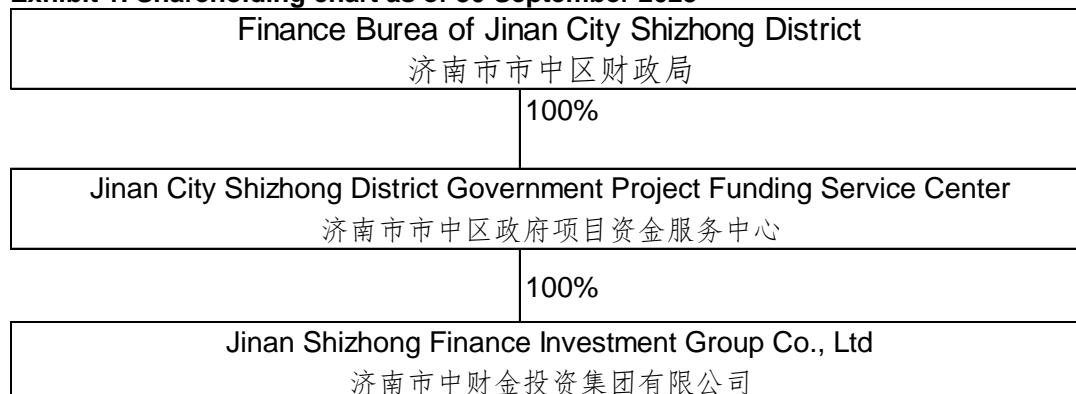 Finance Burea of Jinan City Shizhong District
济南市市中区财政局
100%
Jinan City Shizhong District Government Project Funding Service Center
济南市市中区政府项目资金服务中心
100%
Jinan Shizhong Finance Investment Group Co., Ltd
济南市中财金投资集团有限公司